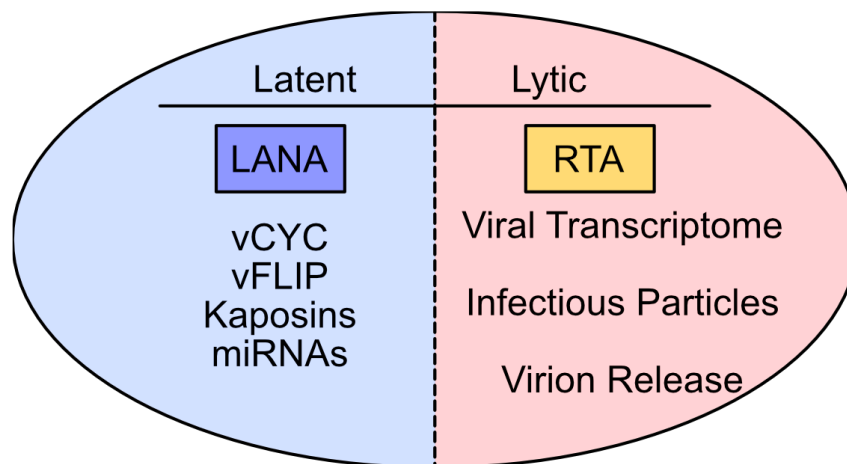 Latent
Lytic
LANA
RTA
vCYC
vFLIP
Kaposins
miRNAs
Viral Transcriptome
Infectious Particles
Virion Release